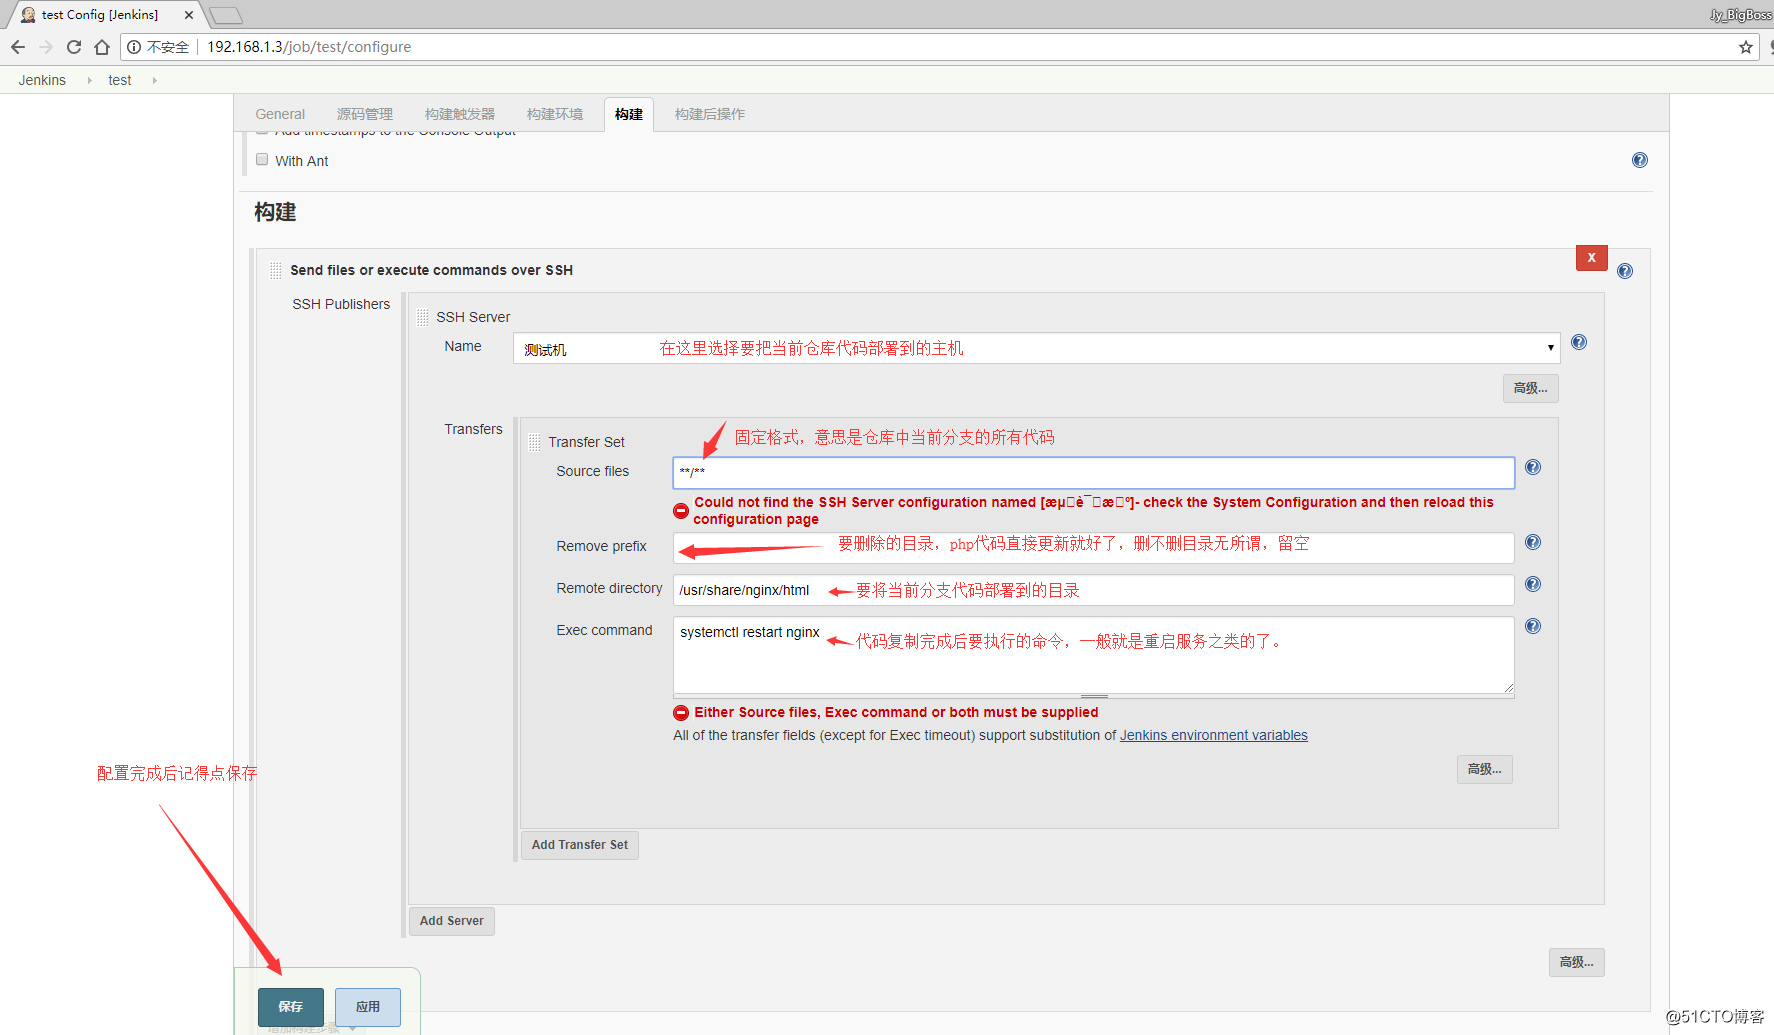 test Config [Jenkins]
Jy_BigBoss
不安全 192.168.1.3/job/test/configure
Jenkins test
General 源码管理 构建触发器 构建环境 构建 构建后操作
Add timestamps to the Console Output
With Ant
构建
X
Send files or execute commands over SSH
SSH Publishers
SSH Server
Name 测试机 在这里选择要把当前仓库代码部署到的主机
高级...
Transfers
Transfer Set 固定格式，意思是仓库中当前分支的所有代码
Source files **/**
Could not find the SSH Server configuration named [æµ�è¯�æ�º]- check the System Configuration and then reload this
configuration page
Remove prefix 要删除的目录，php代码直接更新就好了，删不删目录无所谓，留空
Remote directory /usr/share/nginx/html 要将当前分支代码部署到的目录
Exec command systemctl restart nginx 代码复制完成后要执行的命令，一般就是重启服务之类的了。
Either Source files, Exec command or both must be supplied
All of the transfer fields (except for Exec timeout) support substitution of Jenkins environment variables
高级...
配置完成后记得点保存
Add Transfer Set
Add Server
高级...
保存 应用
增加构建步骤
@51CTO博客